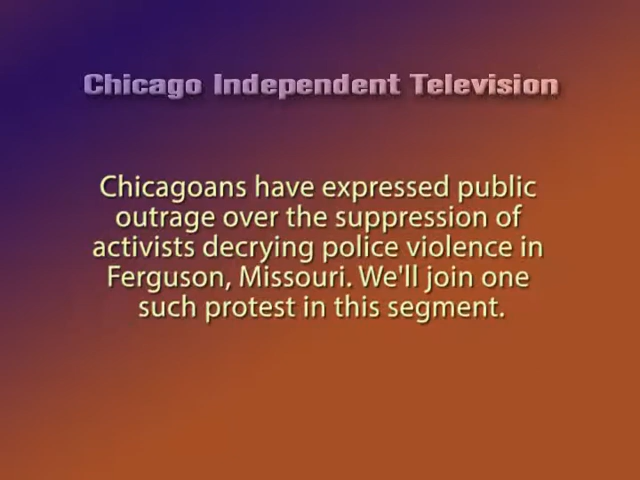 Chicago Independent Television
Chicagoans have expressed public
outrage over the suppression of
activists decrying police violence in
Ferguson, Missouri. We'll join one
such protest in this segment.